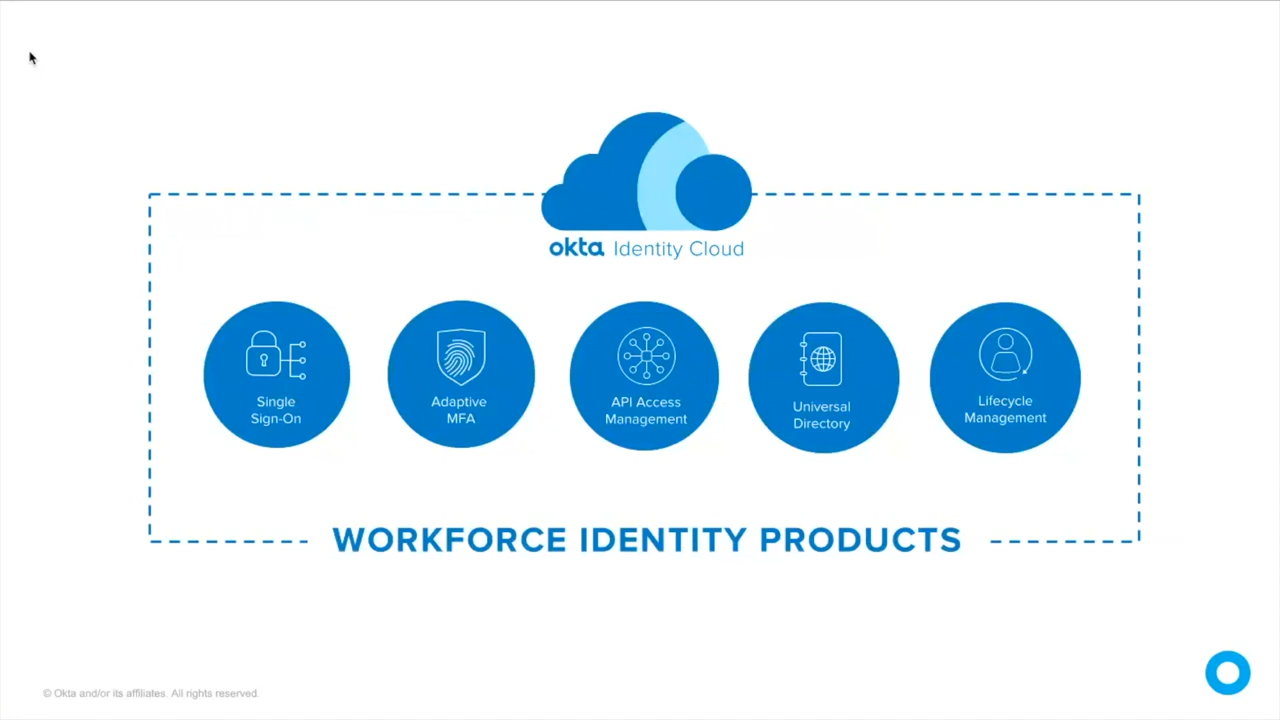 okta Identity Cloud
Single
Sign-On
Adaptive
MFA
API Access
Management
Universal
Directory
Lifecycle
Management
WORKFORCE IDENTITY PRODUCTS
© Okta and/or its affiliates. All rights reserved.